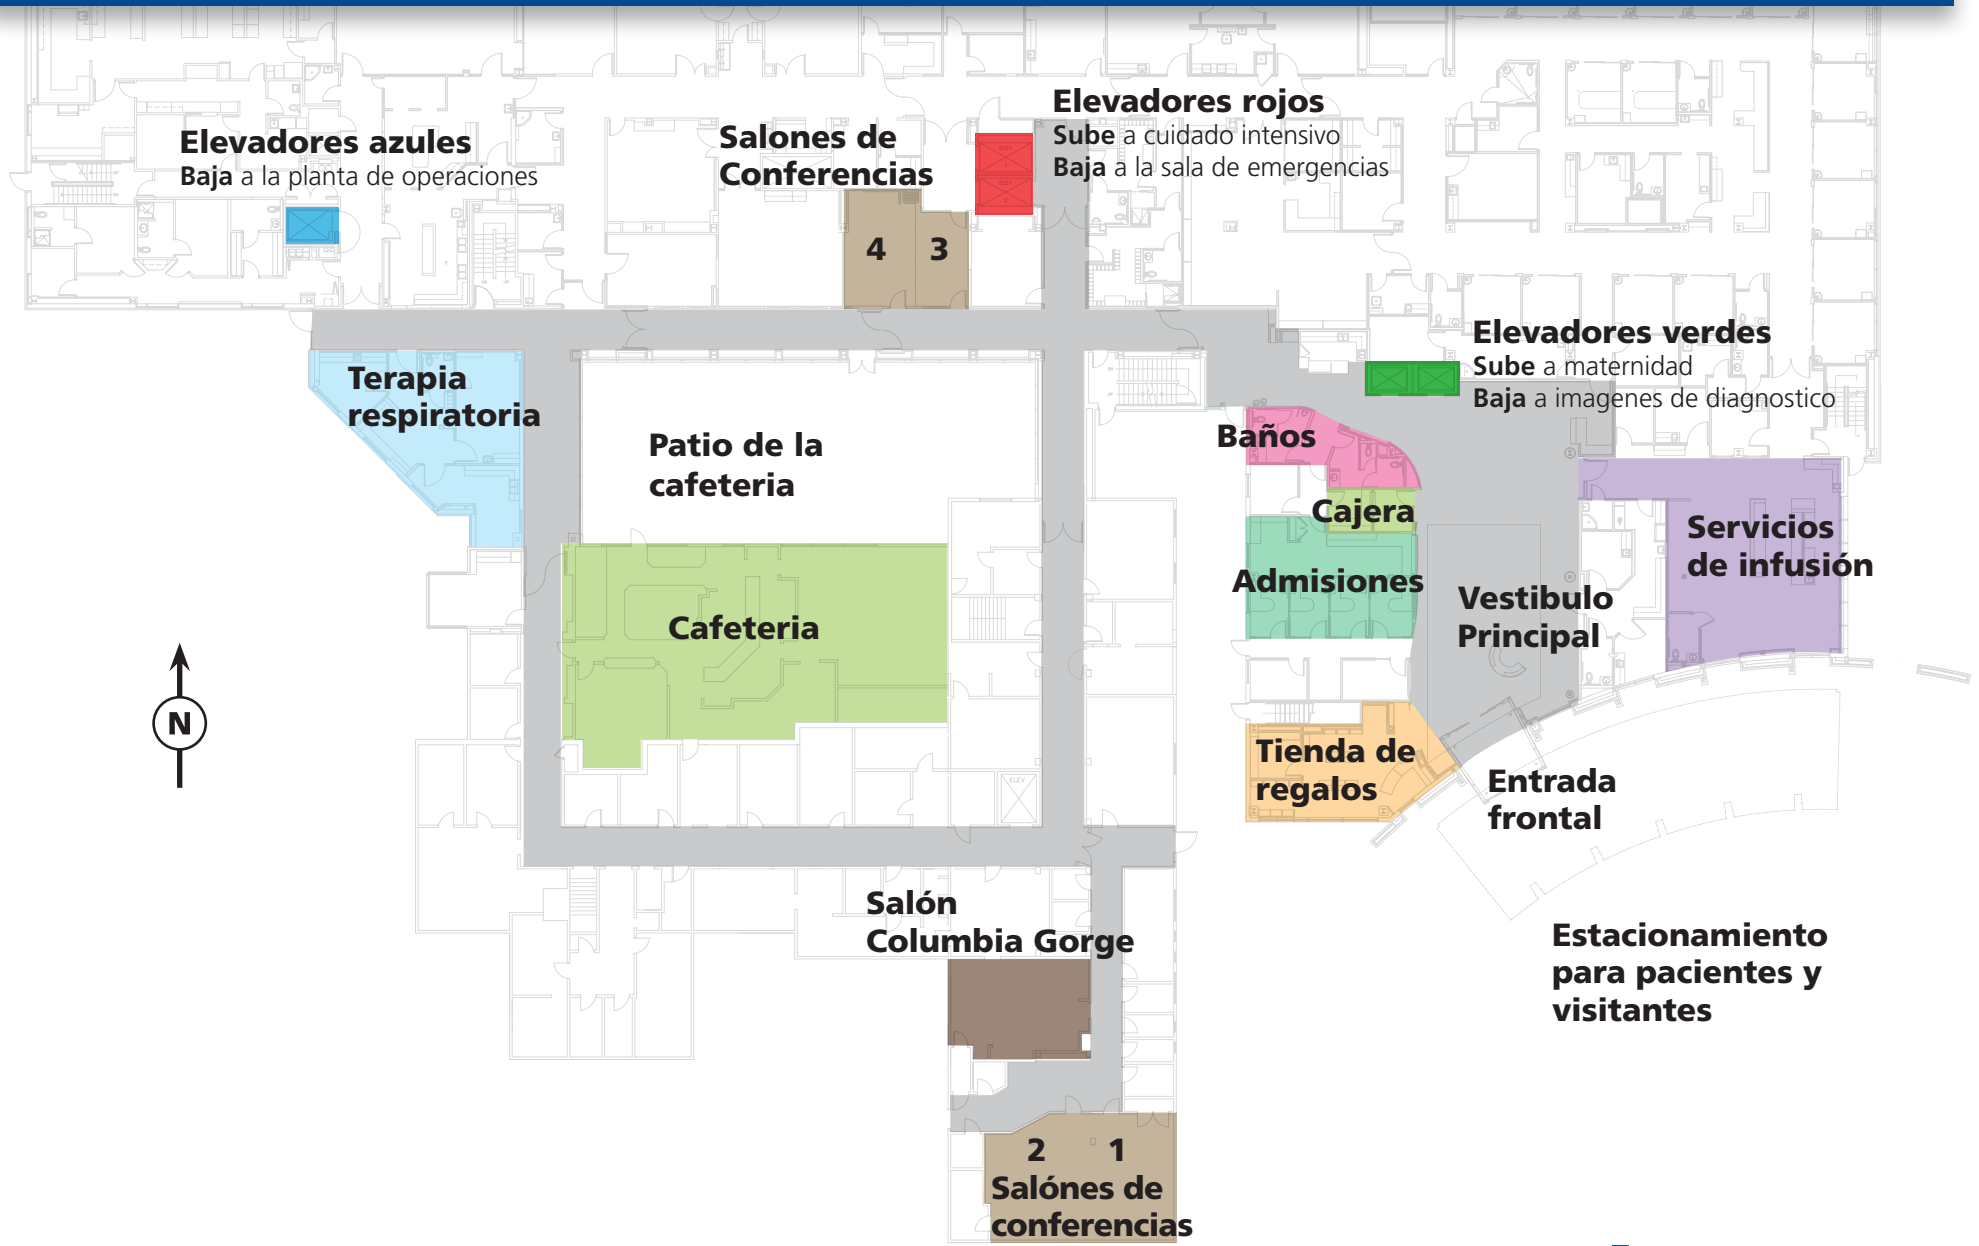 Elevadores azules
Baja a la planta de operaciones
Salones de
Conferencias
4
3
Elevadores rojos
Sube a cuidado intensivo
Baja a la sala de emergencias
ELEV
ELEV
Elevadores verdes
Sube a maternidad
Baja a imagenes de diagnostico
Terapia
respiratoria
Patio de la
cafeteria
Cafeteria
Baños
Cajera
Admisiones
Vestibulo
Principal
Servicios
de infusión
N
Tienda de
regalos
Entrada
frontal
ELEV
Salón
Columbia Gorge
Estacionamiento
para pacientes y
visitantes
2
1
Salónes de
conferencias